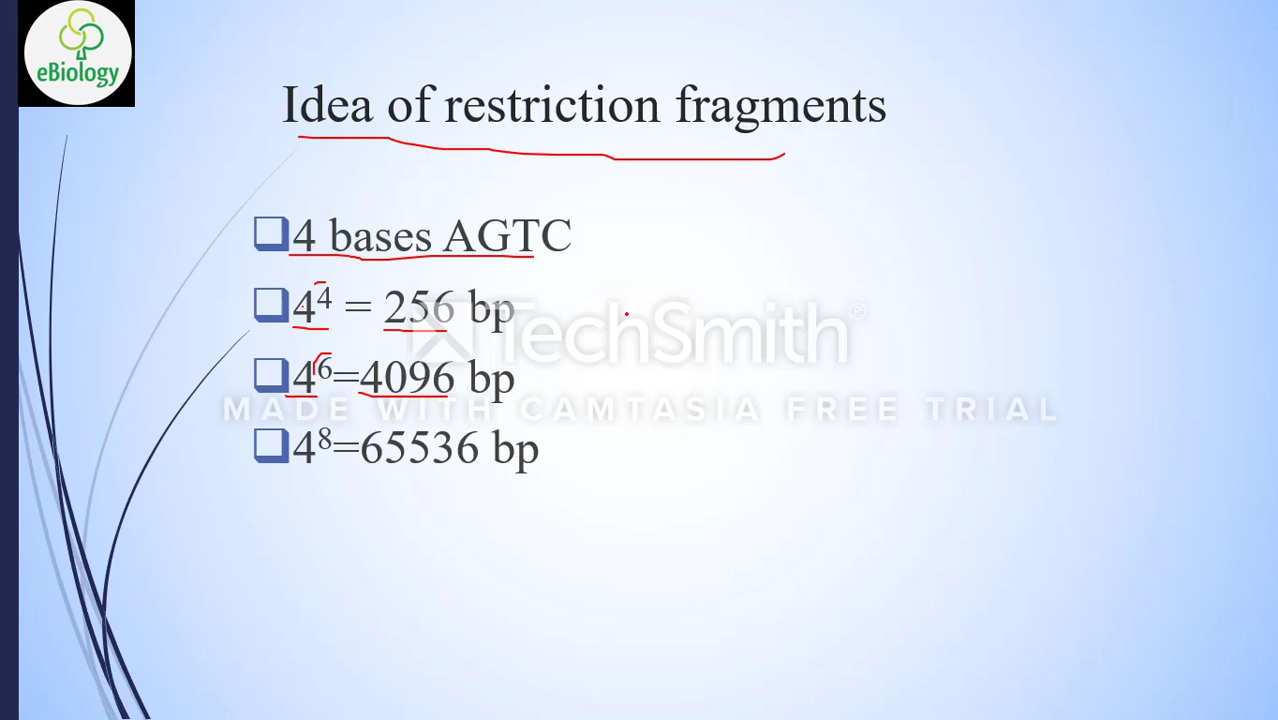 eBiology
Idea of restriction fragments
4 bases AGTC
4⁴ = 256 bp
4⁶=4096 bp
4⁸=65536 bp
TechSmith®
MADE WITH CAMTASIA FREE TRIAL